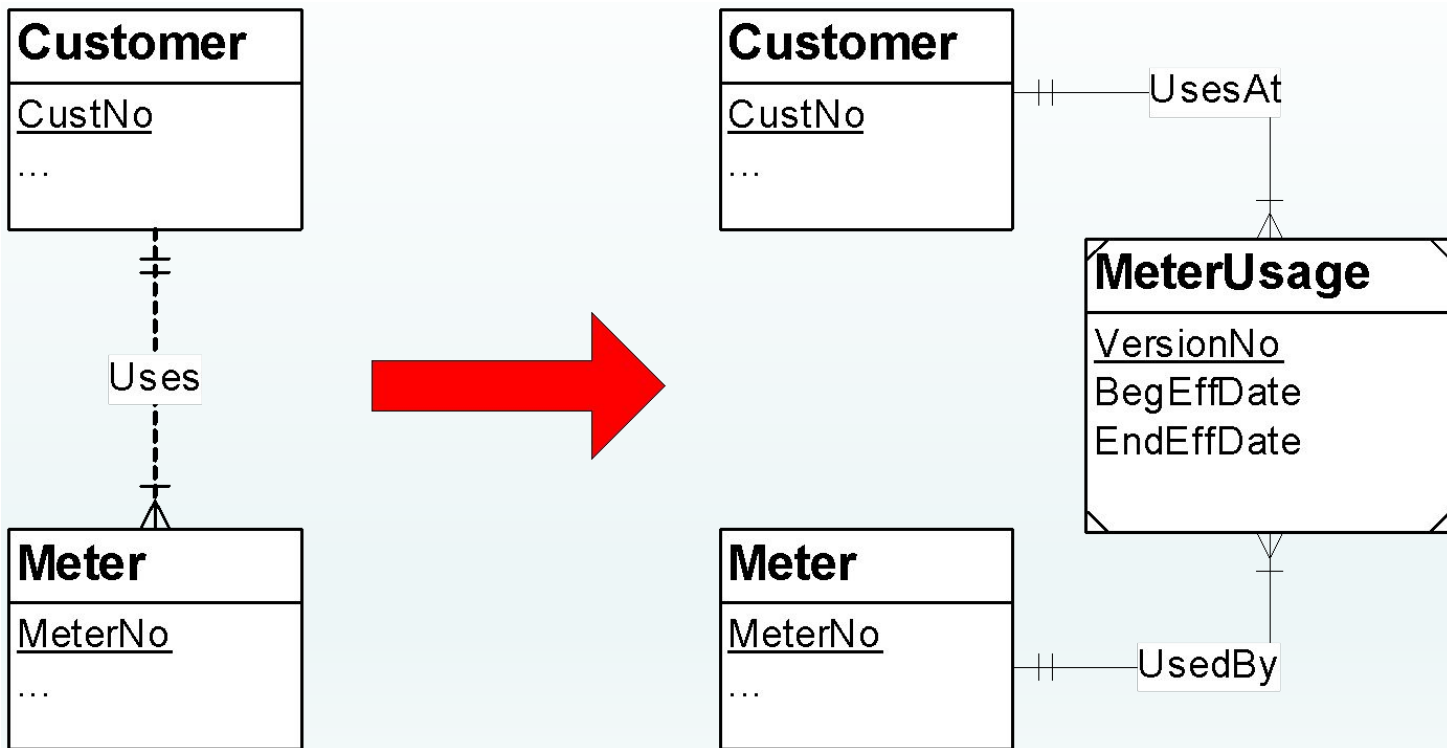 Customer
CustNo
...
Uses
Meter
MeterNo
...
Customer
CustNo
...
UsesAt
MeterUsage
VersionNo
BegEffDate
EndEffDate
Meter
MeterNo
...
UsedBy